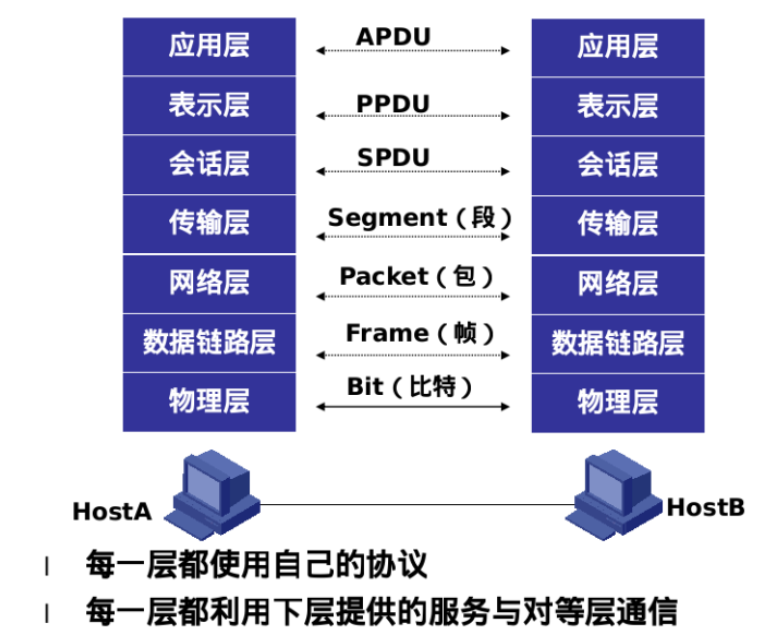 应用层 APDU 应用层
表示层 PPDU 表示层
会话层 SPDU 会话层
传输层 Segment（段） 传输层
网络层 Packet（包） 网络层
数据链路层 Frame（帧） 数据链路层
物理层 Bit（比特） 物理层
HostA HostB
l 每一层都使用自己的协议
l 每一层都利用下层提供的服务与对等层通信